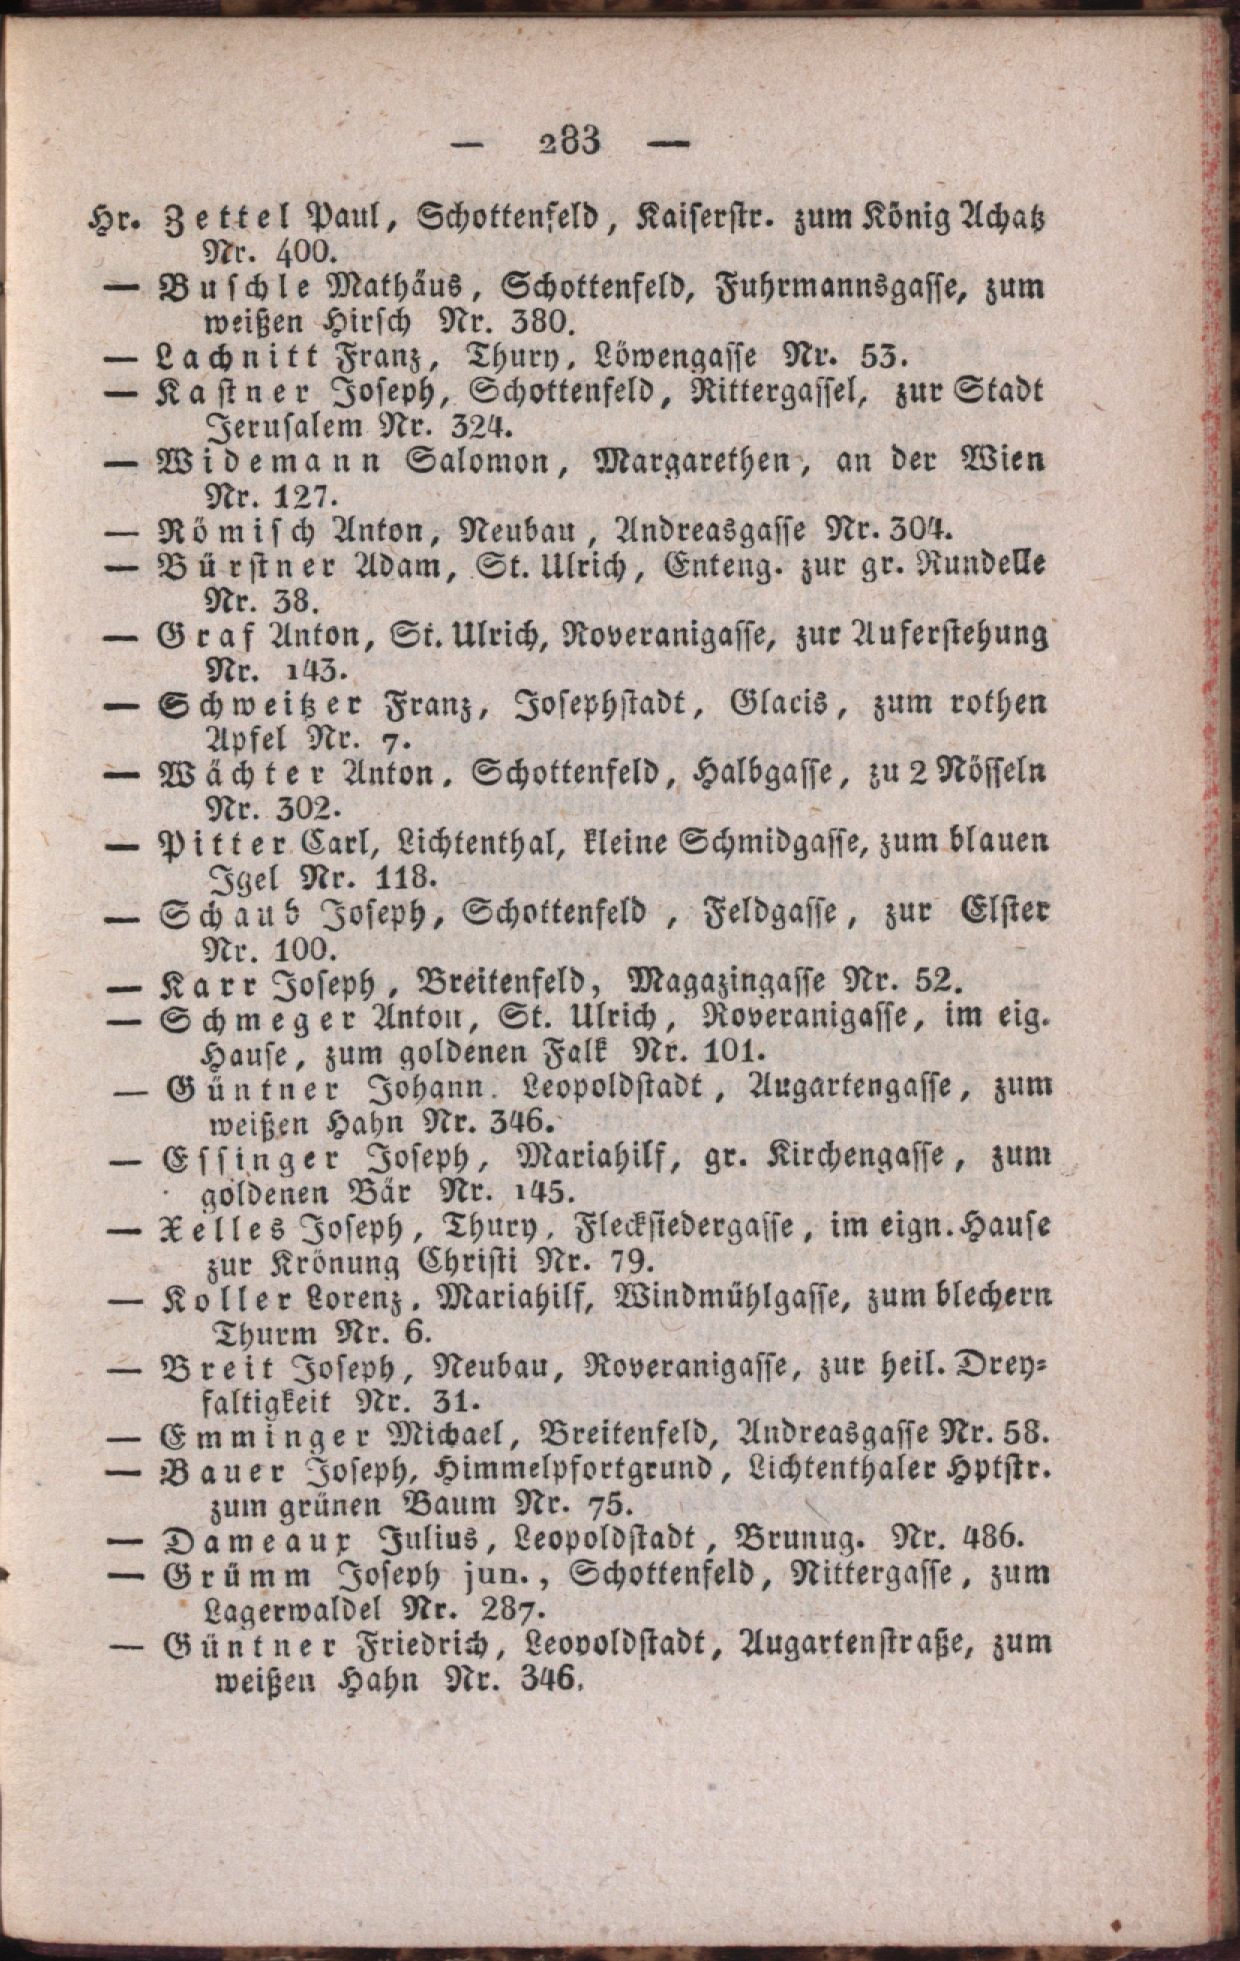 — 283 —
Hr. Zettel Paul, Schottenfeld, Kaiserstr. zum König Achatz
Nr. 400.
— Buschle Mathäus, Schottenfeld, Fuhrmannsgasse, zum
weißen Hirsch Nr. 380.
— Lachnitt Franz, Thury, Löwengasse Nr. 53.
— Kastner Joseph, Schottenfeld, Rittergassel, zur Stadt
Jerusalem Nr. 324.
— Widemann Salomon, Margarethen, an der Wien
Nr. 127.
— Römisch Anton, Neubau, Andreasgasse Nr. 304.
— Bürstner Adam, St. Ulrich, Enteng. zur gr. Rundelle
Nr. 38.
— Graf Anton, St. Ulrich, Roveranigasse, zur Auferstehung
Nr. 143.
— Schweitzer Franz, Josephstadt, Glacis, zum rothen
Apfel Nr. 7.
— Wächter Anton, Schottenfeld, Halbgasse, zu 2 Rösseln
Nr. 302.
— Pitter Carl, Lichtenthal, kleine Schmidgasse, zum blauen
Igel Nr. 118.
— Schaub Joseph, Schottenfeld, Feldgasse, zur Elster
Nr. 100.
— Karr Joseph, Breitenfeld, Magazingasse Nr. 52.
— Schmeger Anton, St. Ulrich, Roveranigasse, im eig.
Hause, zum goldenen Falk Nr. 101.
— Güntner Johann. Leopoldstadt, Augartengasse, zum
weißen Hahn Nr. 346.
— Essinger Joseph, Mariahilf, gr. Kirchengasse, zum
goldenen Bär Nr. 145.
— Xelles Joseph, Thury, Flecksiedergasse, im eign. Hause
zur Krönung Christi Nr. 79.
— Koller Lorenz, Mariahilf, Windmühlgasse, zum blechern
Thurm Nr. 6.
— Breit Joseph, Neubau, Roveranigasse, zur heil. Drey-
faltigkeit Nr. 31.
— Emminger Michael, Breitenfeld, Andreasgasse Nr. 58.
— Bauer Joseph, Himmelpfortgrund, Lichtenthaler Hptstr.
zum grünen Baum Nr. 75.
— Dameaux Julius, Leopoldstadt, Brunug. Nr. 486.
— Grümm Joseph jun., Schottenfeld, Rittergasse, zum
Lagerwaldel Nr. 287.
— Güntner Friedrich, Leopoldstadt, Augartenstraße, zum
weißen Hahn Nr. 346.